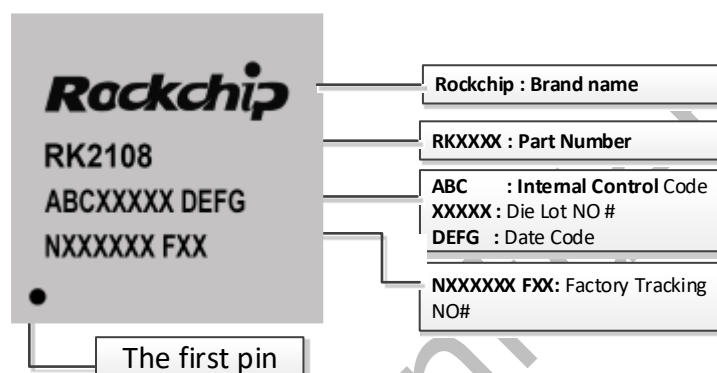 Rockchip
RK2108
ABCXXXXX DEFG
NXXXXXX FXX
Rockchip : Brand name
RKXXXX : Part Number
ABC : Internal Control Code
XXXXX : Die Lot NO #
DEFG : Date Code
NXXXXXX FXX: Factory Tracking
NO#
The first pin